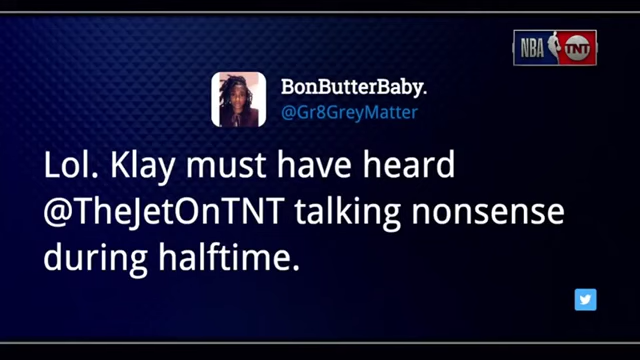 NBA TNT
BonButterBaby.
@Gr8GreyMatter
Lol. Klay must have heard
@TheJetOnTNT talking nonsense
during halftime.